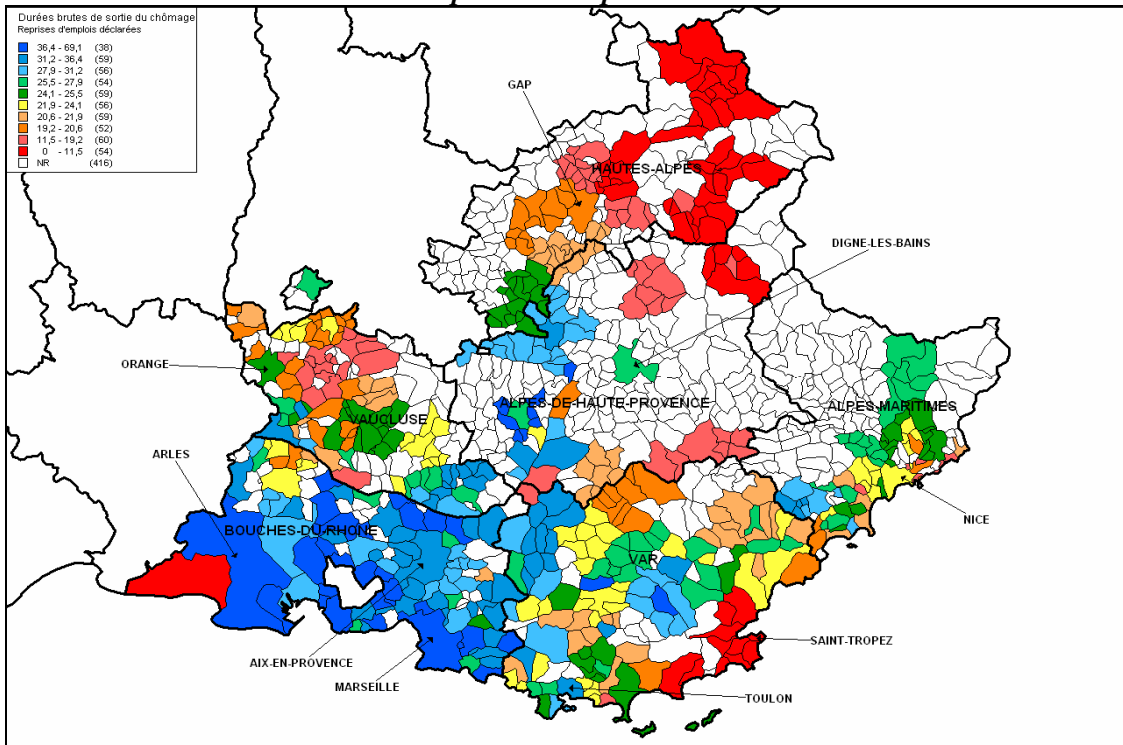 Durées brutes de sortie du chômage
Reprises d'emplois déclarées
36,4 - 69,1 (38)
31,2 - 36,4 (59)
27,9 - 31,2 (56)
25,5 - 27,9 (54)
24,1 - 25,5 (59)
21,9 - 24,1 (56)
20,6 - 21,9 (59)
19,2 - 20,6 (52)
11,5 - 19,2 (60)
0 - 11,5 (54)
NR (416)
GAP
HAUTES-ALPES
DIGNE-LES-BAINS
ORANGE
ALPES-DE-HAUTE-PROVENCE
ALPES-MARITIMES
VAUCLUSE
ARLES
BOUCHES-DU-RHONE
NICE
VAR
SAINT-TROPEZ
AIX-EN-PROVENCE
MARSEILLE
TOULON